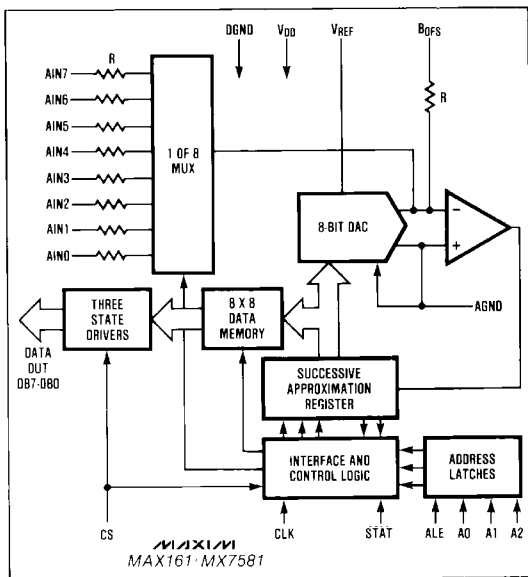 DGND VDD VREF BOFS
R
AIN7
AIN6
AIN5
AIN4
AIN3
AIN2
AIN1
AIN0
1 OF 8
MUX
R
8-BIT DAC
−
+
AGND
THREE
STATE
DRIVERS
8 X 8
DATA
MEMORY
DATA
OUT
DB7-DB0
SUCCESSIVE
APPROXIMATION
REGISTER
INTERFACE AND
CONTROL LOGIC
ADDRESS
LATCHES
CS
CLK
STAT
ALE A0 A1 A2
MAXIM
MAX161·MX7581